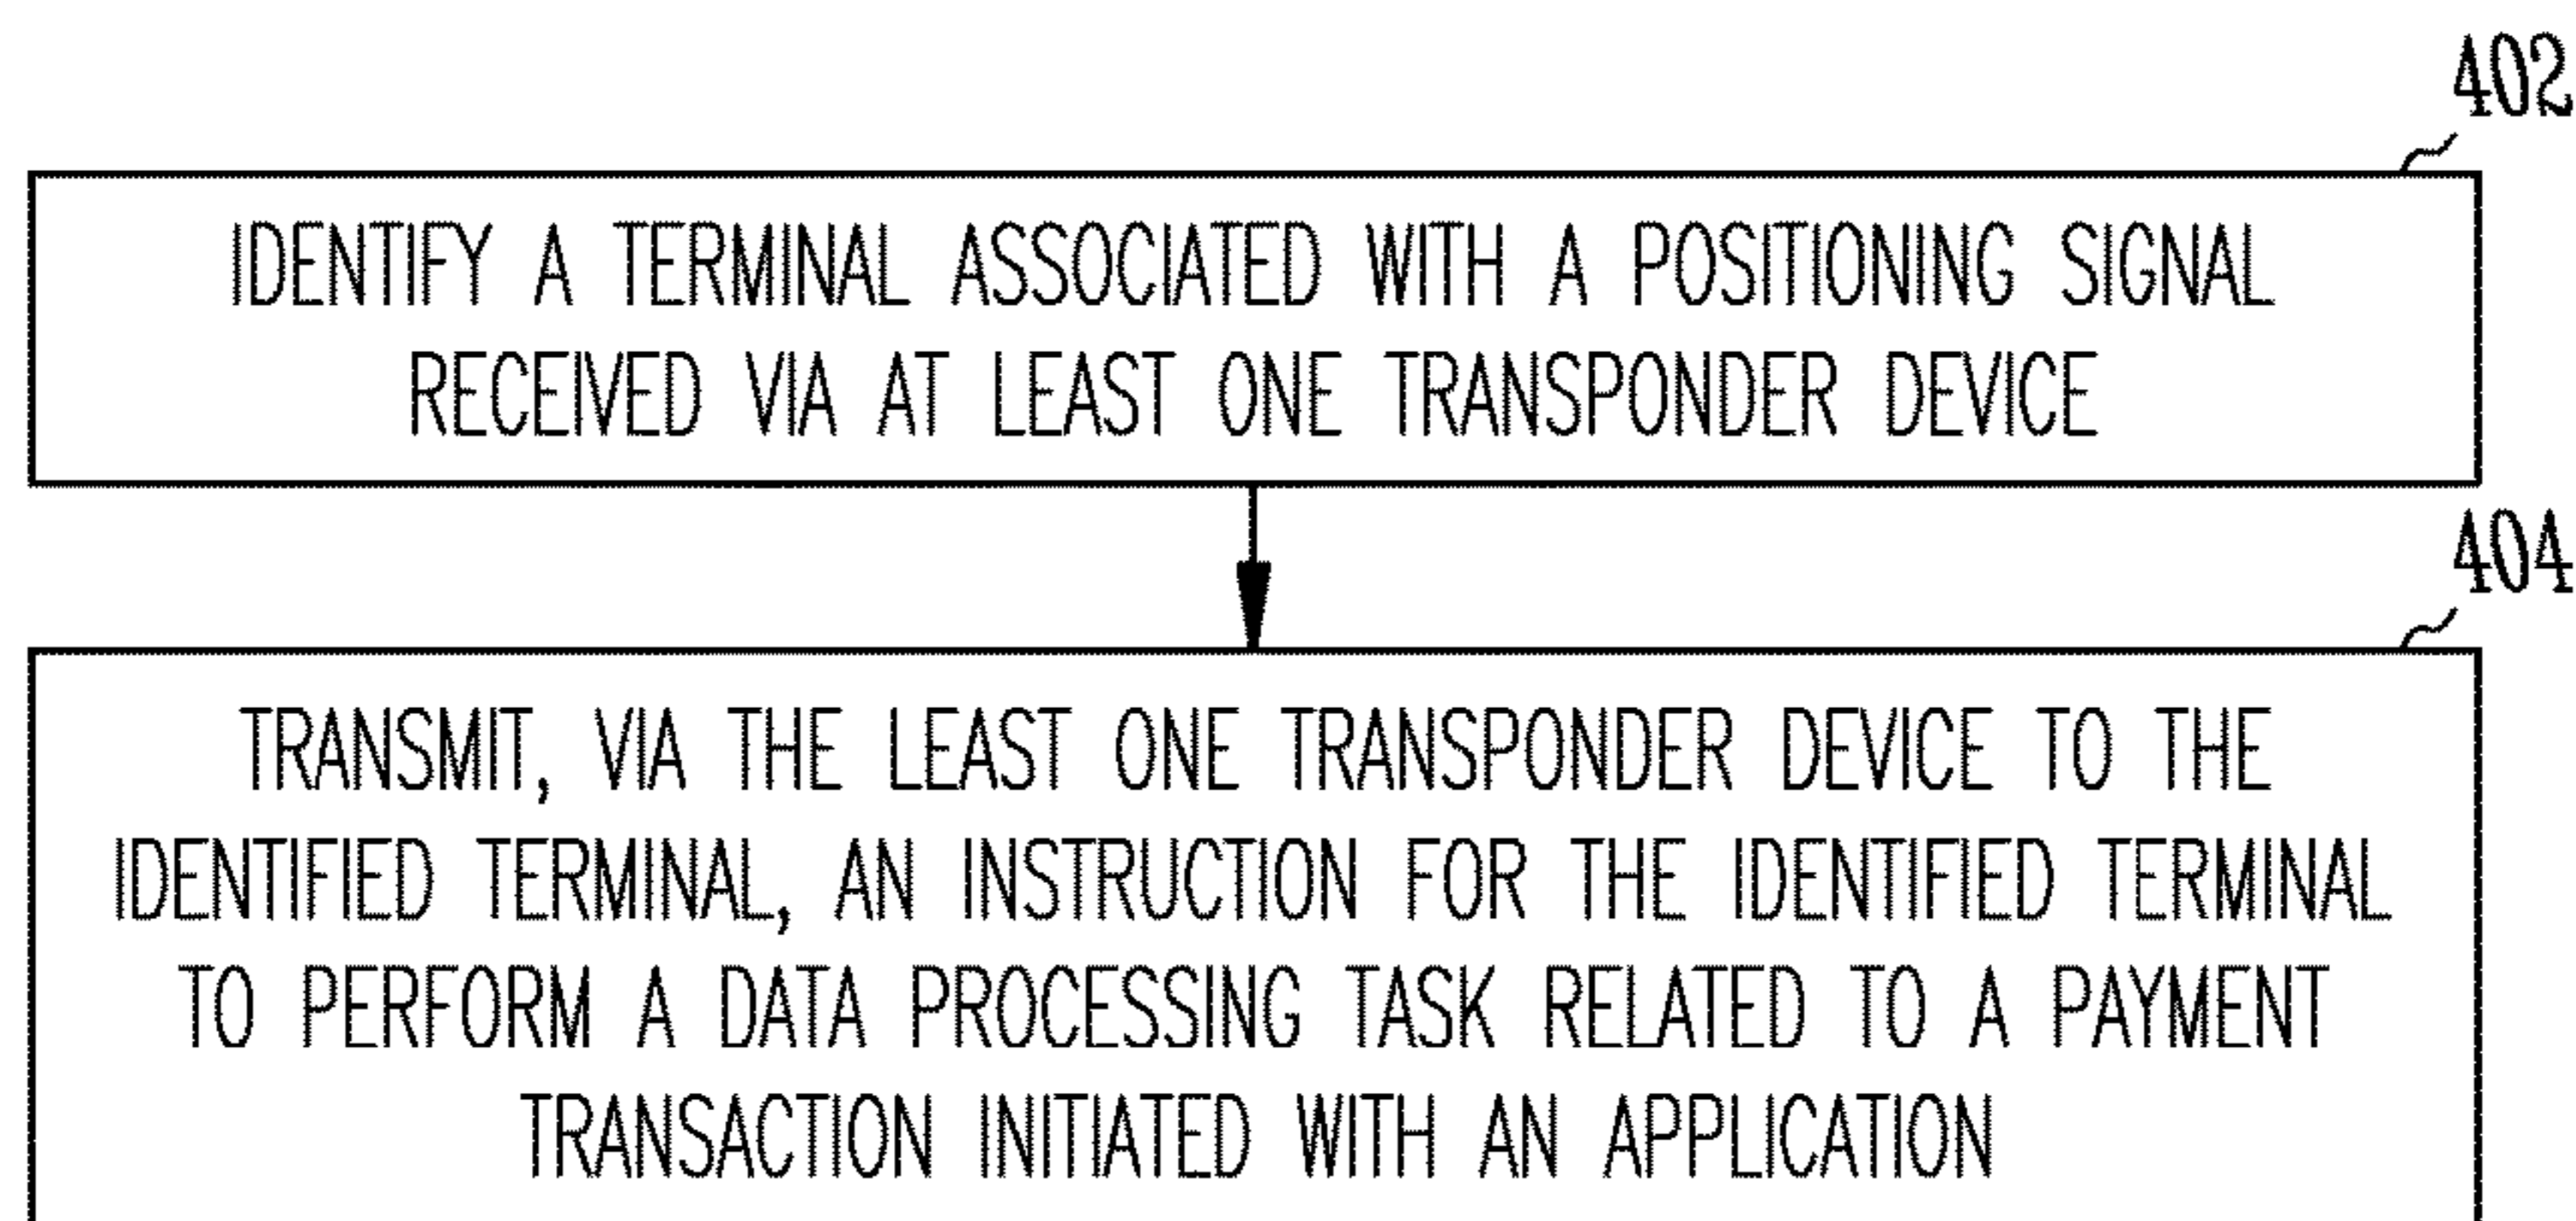 402
IDENTIFY A TERMINAL ASSOCIATED WITH A POSITIONING SIGNAL
RECEIVED VIA AT LEAST ONE TRANSPONDER DEVICE
404
TRANSMIT, VIA THE LEAST ONE TRANSPONDER DEVICE TO THE
IDENTIFIED TERMINAL, AN INSTRUCTION FOR THE IDENTIFIED TERMINAL
TO PERFORM A DATA PROCESSING TASK RELATED TO A PAYMENT
TRANSACTION INITIATED WITH AN APPLICATION